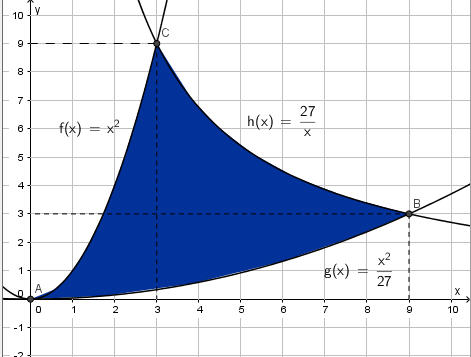 y
10
9
8
7
6
5
4
3
2
1
0
-1
-2
C
f(x) = x²
h(x) = 27/x
B
g(x) = x²/27
A
x
0 1 2 3 4 5 6 7 8 9 10